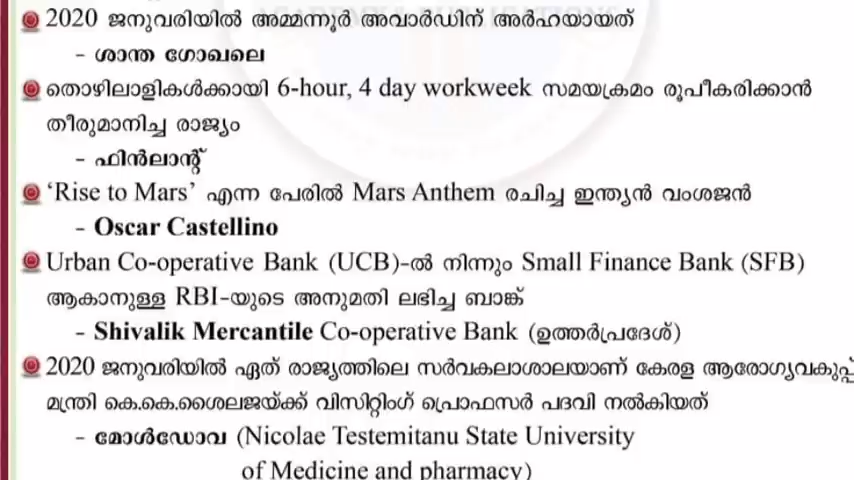 2020 ജനുവരിയിൽ അമ്മന്നൂർ അവാർഡിന് അർഹയായത്
- ശാന്ത ഗോഖലെ
തൊഴിലാളികൾക്കായി 6-hour, 4 day workweek സമയക്രമം രൂപീകരിക്കാൻ
തീരുമാനിച്ച രാജ്യം
- ഫിൻലാന്റ്
‘Rise to Mars’ എന്ന പേരിൽ Mars Anthem രചിച്ച ഇന്ത്യൻ വംശജൻ
- Oscar Castellino
Urban Co-operative Bank (UCB)-ൽ നിന്നും Small Finance Bank (SFB)
ആകാനുള്ള RBI-യുടെ അനുമതി ലഭിച്ച ബാങ്ക്
- Shivalik Mercantile Co-operative Bank (ഉത്തർപ്രദേശ്)
2020 ജനുവരിയിൽ ഏത് രാജ്യത്തിലെ സർവകലാശാലയാണ് കേരള ആരോഗ്യവകുപ്പ്
മന്ത്രി കെ.കെ.ശൈലജയ്ക്ക് വിസിറ്റിംഗ് പ്രൊഫസർ പദവി നൽകിയത്
- മോൾഡോവ (Nicolae Testemitanu State University
of Medicine and pharmacy)